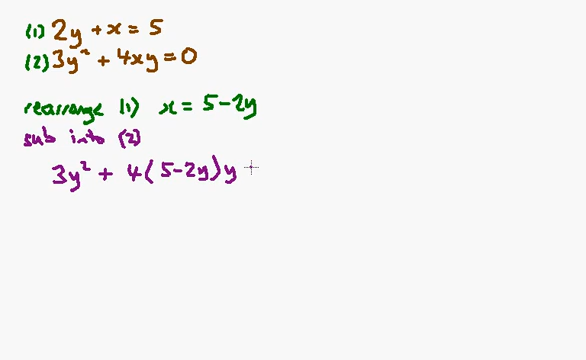 (1) 2y + x = 5
(2) 3y² + 4xy = 0
rearrange (1) x = 5 - 2y
sub into (2)
3y² + 4(5-2y)y